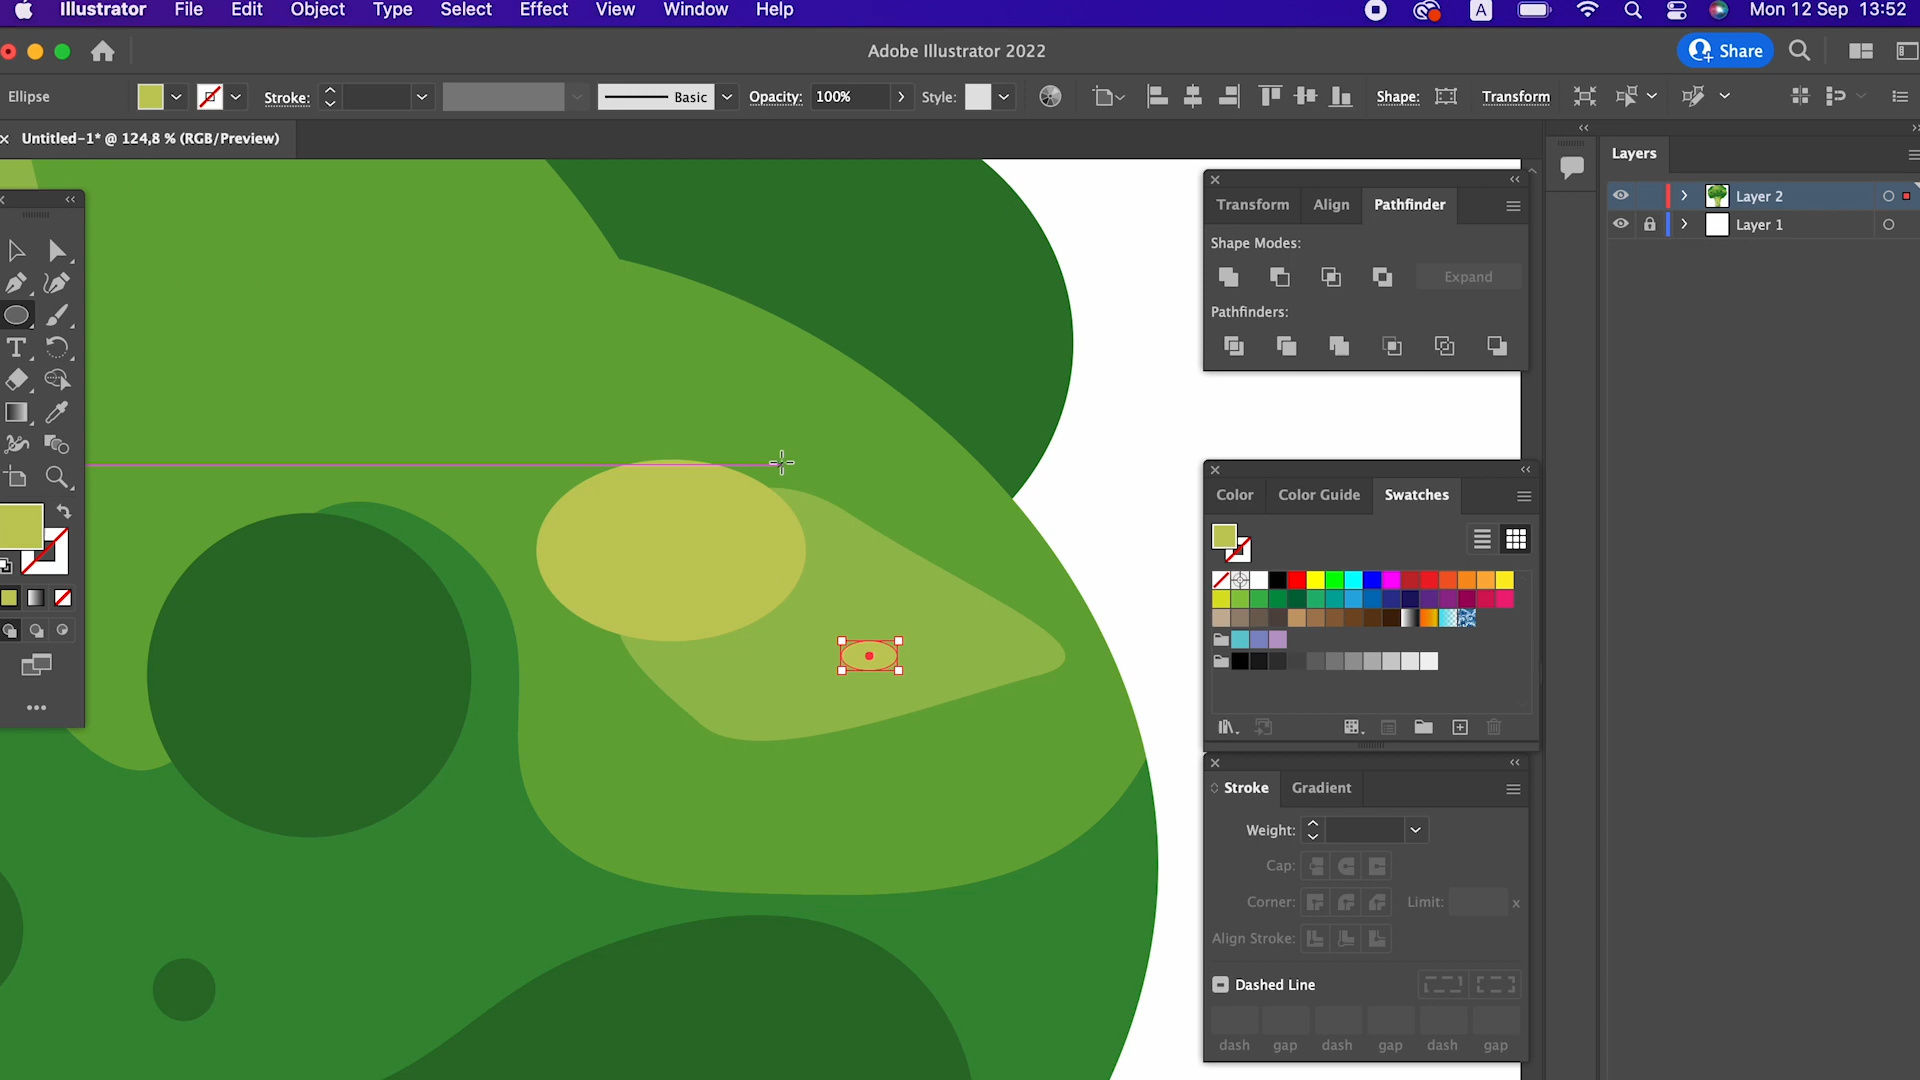 Illustrator File Edit Object Type Select Effect View Window Help A Mon 12 Sep 13:52
Adobe Illustrator 2022 Share
Ellipse Stroke: Basic Opacity: 100% Style: Shape: Transform
Untitled-1* @ 124,8 % (RGB/Preview)
Layers
Layer 2
Layer 1
Transform Align Pathfinder
Shape Modes:
Expand
Pathfinders:
Color Color Guide Swatches
Stroke Gradient
Weight:
Cap:
Corner: Limit: x
Align Stroke:
Dashed Line
dash gap dash gap dash gap